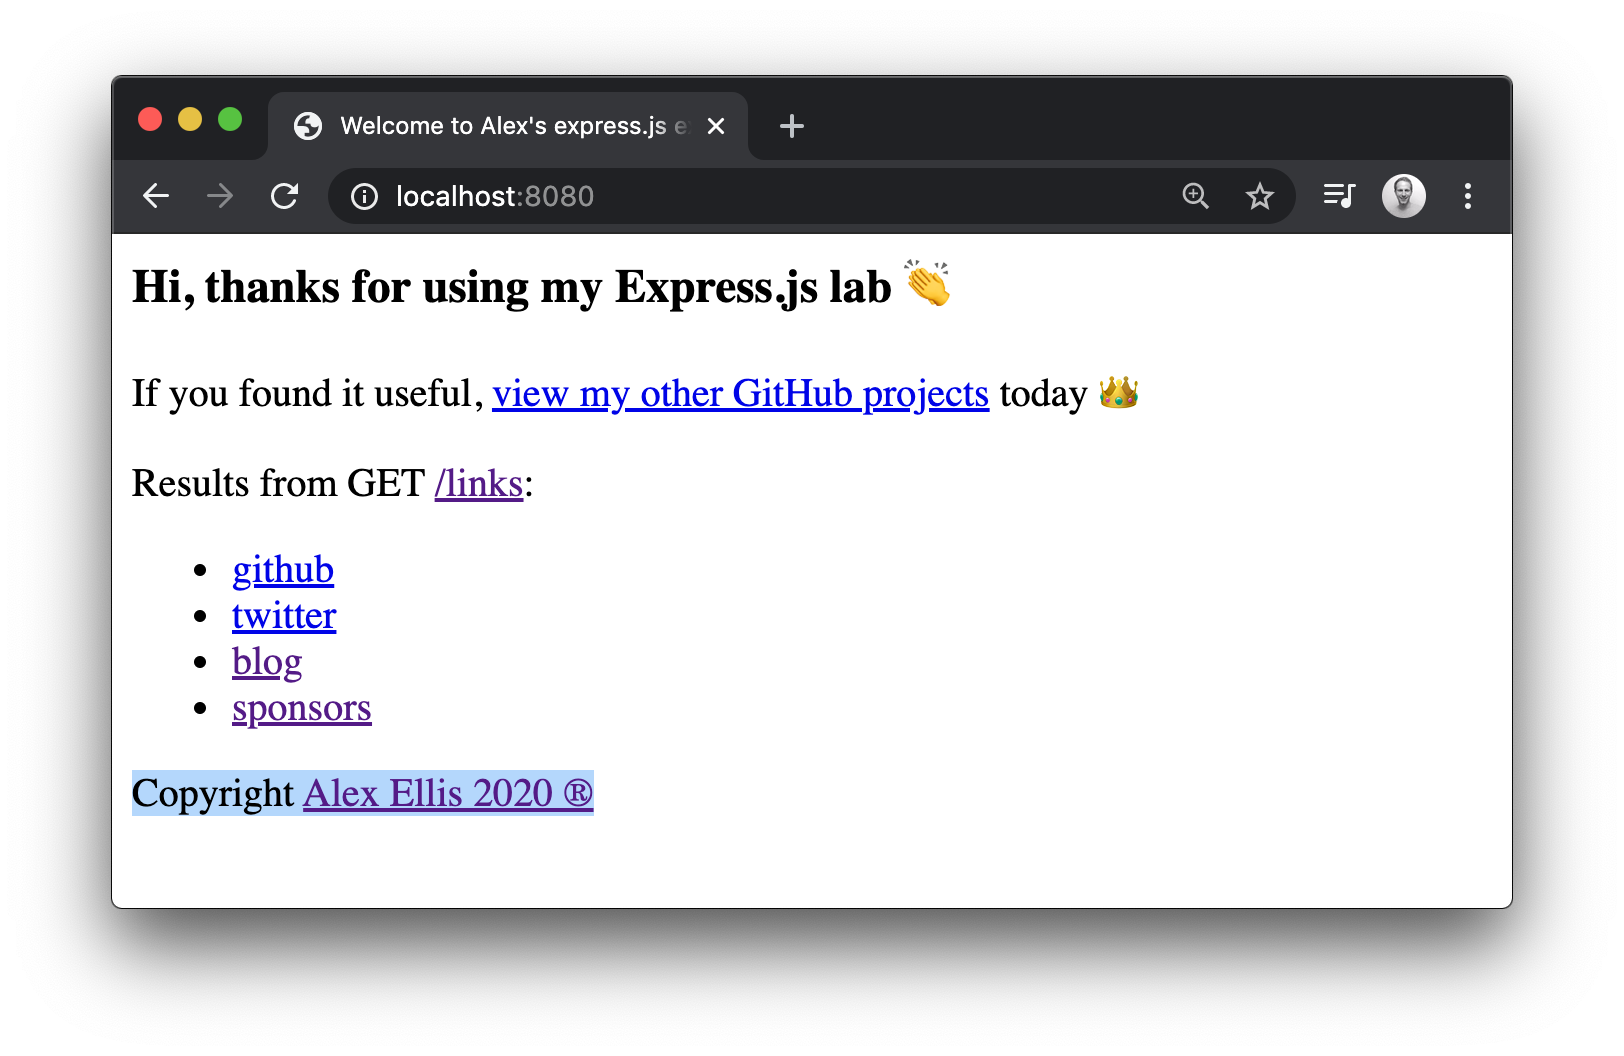 Welcome to Alex's express.js
localhost:8080
Hi, thanks for using my Express.js lab 👏
If you found it useful, view my other GitHub projects today 👑
Results from GET /links:
• github
• twitter
• blog
• sponsors
Copyright Alex Ellis 2020 ®